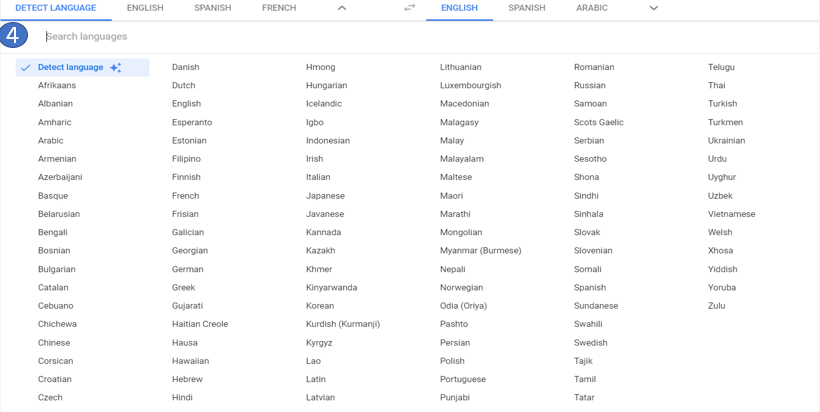 DETECT LANGUAGE ENGLISH SPANISH FRENCH ENGLISH SPANISH ARABIC
4 Search languages
Detect language Danish Hmong Lithuanian Romanian Telugu
Afrikaans Dutch Hungarian Luxembourgish Russian Thai
Albanian English Icelandic Macedonian Samoan Turkish
Amharic Esperanto Igbo Malagasy Scots Gaelic Turkmen
Arabic Estonian Indonesian Malay Serbian Ukrainian
Armenian Filipino Irish Malayalam Sesotho Urdu
Azerbaijani Finnish Italian Maltese Shona Uyghur
Basque French Japanese Maori Sindhi Uzbek
Belarusian Frisian Javanese Marathi Sinhala Vietnamese
Bengali Galician Kannada Mongolian Slovak Welsh
Bosnian Georgian Kazakh Myanmar (Burmese) Slovenian Xhosa
Bulgarian German Khmer Nepali Somali Yiddish
Catalan Greek Kinyarwanda Norwegian Spanish Yoruba
Cebuano Gujarati Korean Odia (Oriya) Sundanese Zulu
Chichewa Haitian Creole Kurdish (Kurmanji) Pashto Swahili
Chinese Hausa Kyrgyz Persian Swedish
Corsican Hawaiian Lao Polish Tajik
Croatian Hebrew Latin Portuguese Tamil
Czech Hindi Latvian Punjabi Tatar